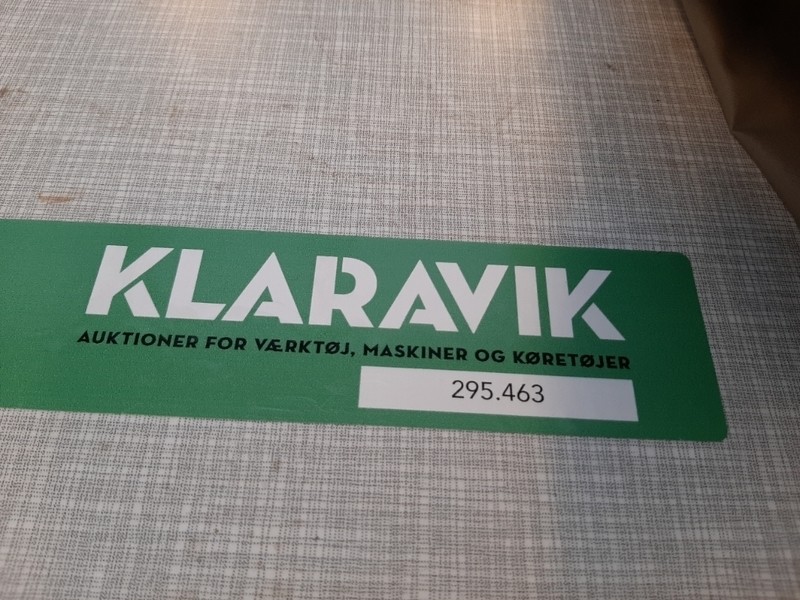 KLARAVIK
AUKTIONER FOR VÆRKTØJ, MASKINER OG KØRETØJER
295.463